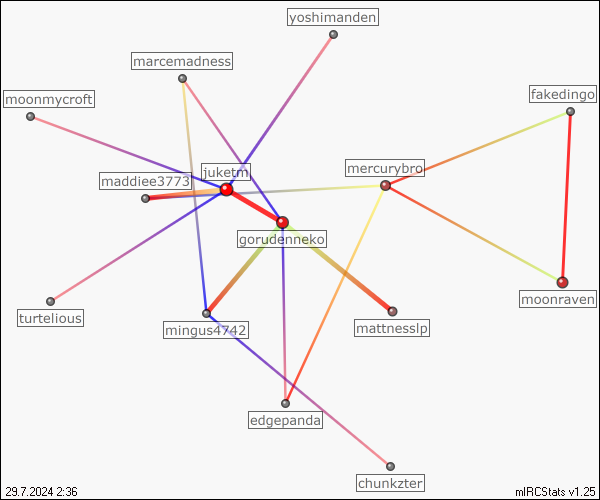 yoshimanden
marcemadness
fakedingo
moonmycroft
juketm
mercurybro
maddiee3773
gorudenneko
moonraven
turtelious
mingus4742
mattnesslp
edgepanda
chunkzter
29.7.2024 2:36
mIRCStats v1.25